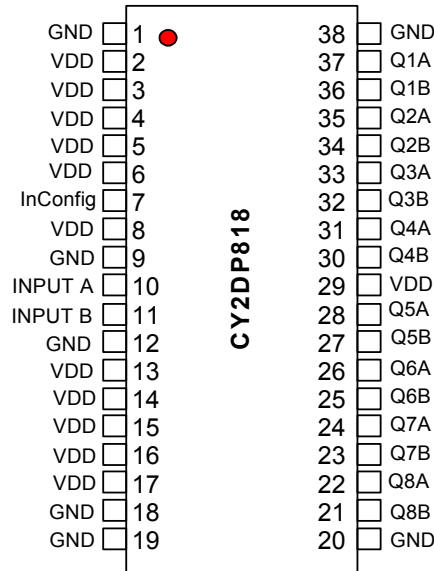 GND 1 38 GND
VDD 2 37 Q1A
VDD 3 36 Q1B
VDD 4 35 Q2A
VDD 5 34 Q2B
VDD 6 33 Q3A
InConfig 7 32 Q3B
VDD 8 31 Q4A
GND 9 30 Q4B
INPUT A 10 29 VDD
INPUT B 11 28 Q5A
GND 12 27 Q5B
VDD 13 26 Q6A
VDD 14 25 Q6B
VDD 15 24 Q7A
VDD 16 23 Q7B
VDD 17 22 Q8A
GND 18 21 Q8B
GND 19 20 GND
CY2DP818